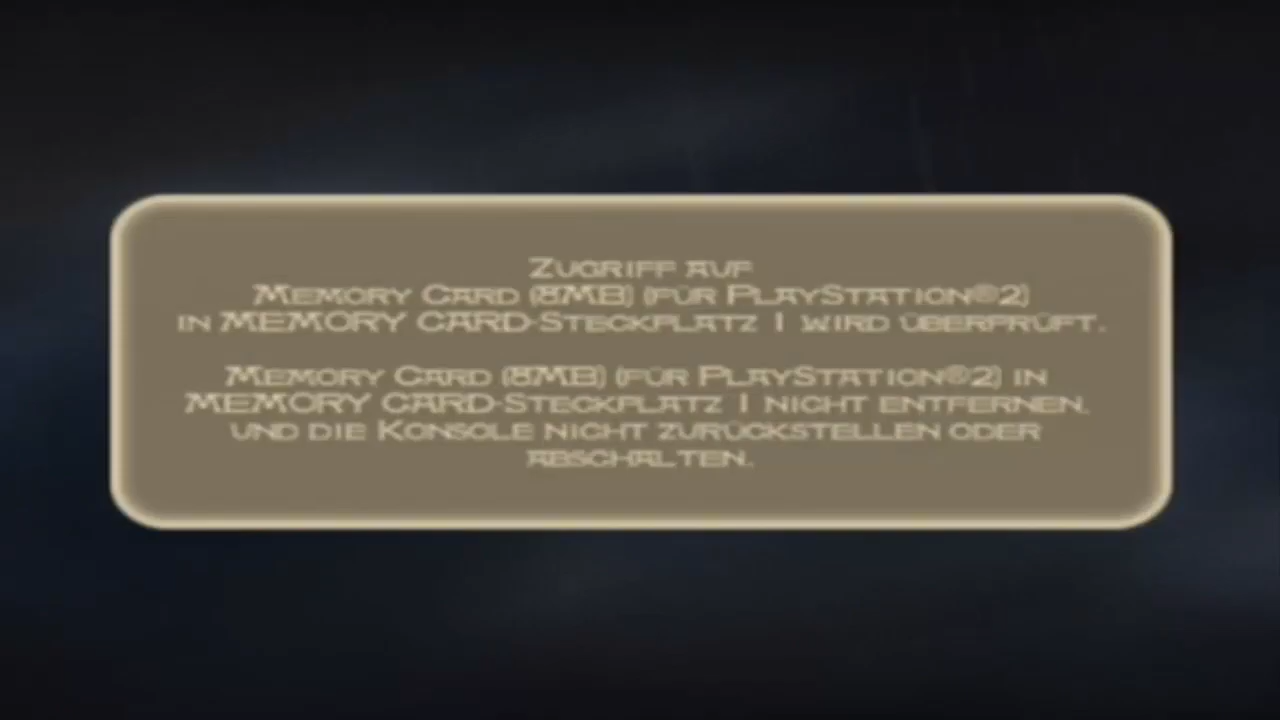 Zugriff auf
Memory Card (8MB) (für PlayStation®2)
in MEMORY CARD-Steckplatz 1 wird überprüft.
Memory Card (8MB) (für PlayStation®2) in
MEMORY CARD-Steckplatz 1 nicht entfernen,
und die Konsole nicht zurückstellen oder
abschalten.